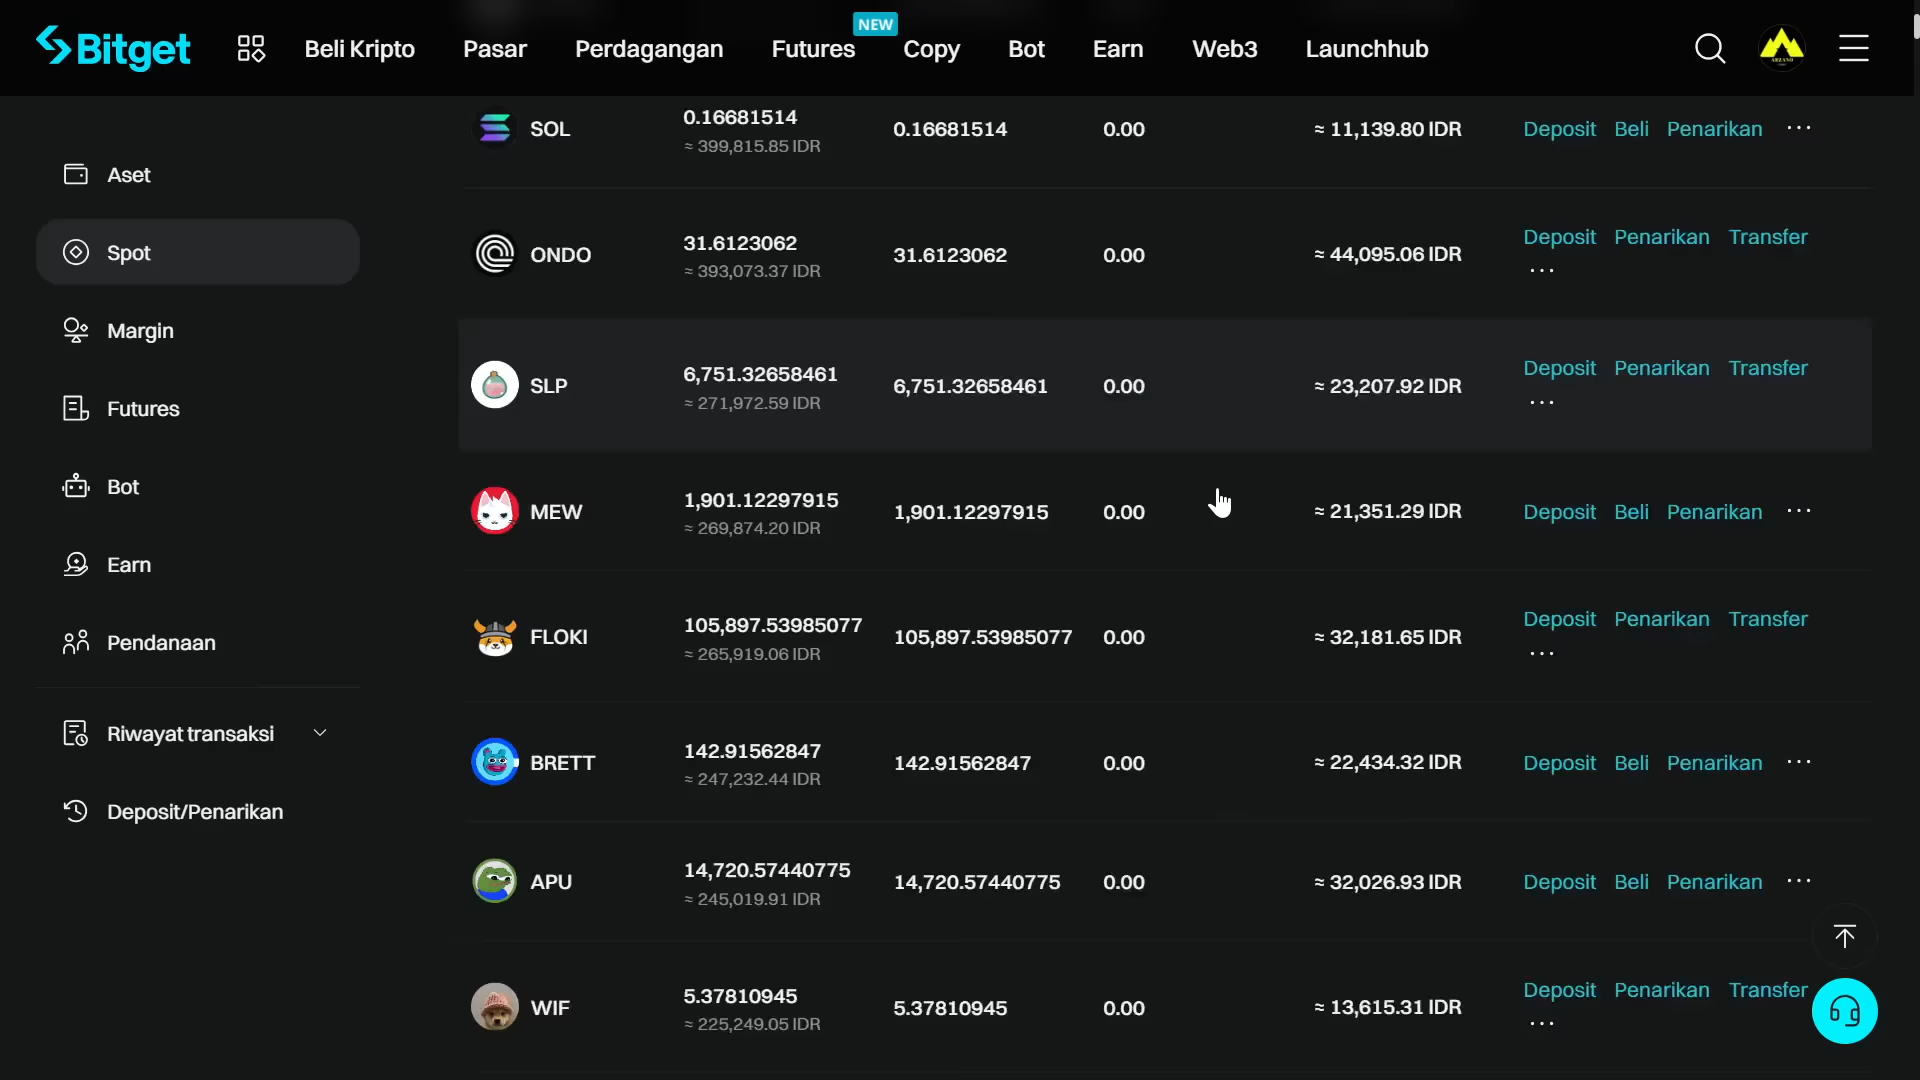 NEW
Bitget Beli Kripto Pasar Perdagangan Futures Copy Bot Earn Web3 Launchhub
ARZANO
Aset
Spot
Margin
Futures
Bot
Earn
Pendanaan
Riwayat transaksi
Deposit/Penarikan
SOL 0.16681514 0.16681514 0.00 ≈ 11,139.80 IDR Deposit Beli Penarikan ...
≈ 399,815.85 IDR
ONDO 31.6123062 31.6123062 0.00 ≈ 44,095.06 IDR Deposit Penarikan Transfer
≈ 393,073.37 IDR ...
SLP 6,751.32658461 6,751.32658461 0.00 ≈ 23,207.92 IDR Deposit Penarikan Transfer
≈ 271,972.59 IDR ...
MEW 1,901.12297915 1,901.12297915 0.00 ≈ 21,351.29 IDR Deposit Beli Penarikan ...
≈ 269,874.20 IDR
FLOKI 105,897.53985077 105,897.53985077 0.00 ≈ 32,181.65 IDR Deposit Penarikan Transfer
≈ 265,919.06 IDR ...
BRETT 142.91562847 142.91562847 0.00 ≈ 22,434.32 IDR Deposit Beli Penarikan ...
≈ 247,232.44 IDR
APU 14,720.57440775 14,720.57440775 0.00 ≈ 32,026.93 IDR Deposit Beli Penarikan ...
≈ 245,019.91 IDR
WIF 5.37810945 5.37810945 0.00 ≈ 13,615.31 IDR Deposit Penarikan Transfer
≈ 225,249.05 IDR ...